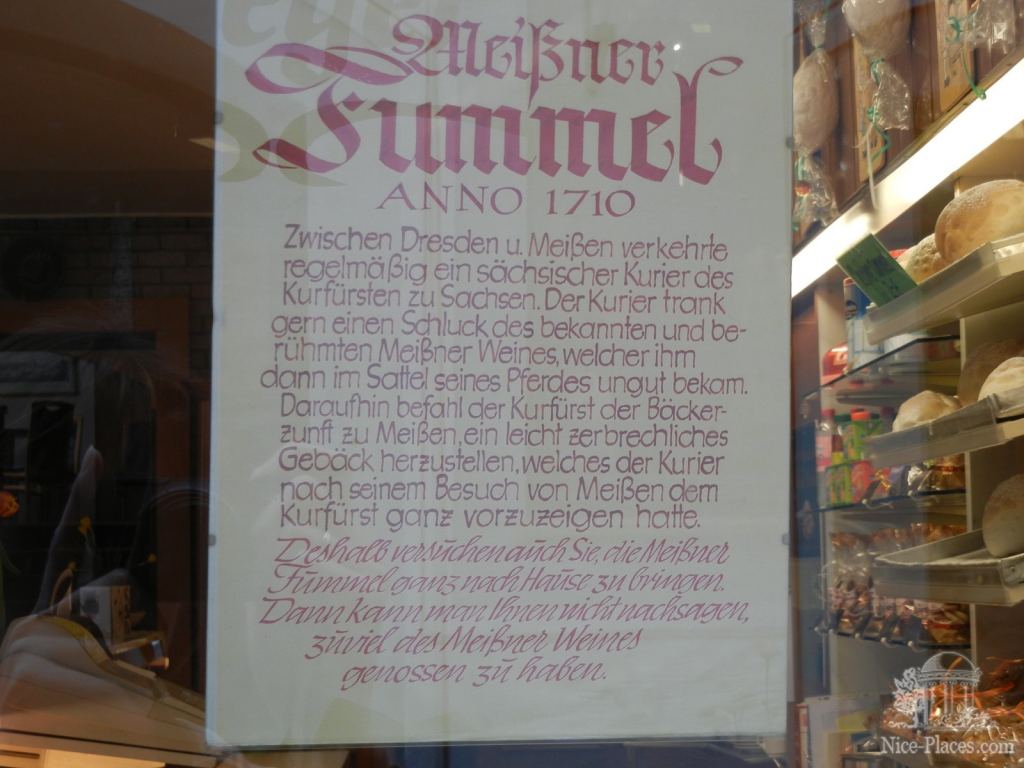 Meißner
Fummel
ANNO 1710
Zwischen Dresden u. Meißen verkehrte
regelmäßig ein sächsischer Kurier des
Kurfürsten zu Sachsen. Der Kurier trank
gern einen Schluck des bekannten und be-
rühmten Meißner Weines, welcher ihm
dann im Sattel seines Pferdes ungut bekam.
Daraufhin befahl der Kurfürst der Bäcker-
zunft zu Meißen, ein leicht zerbrechliches
Gebäck herzustellen, welches der Kurier
nach seinem Besuch von Meißen dem
Kurfürst ganz vorzuzeigen hatte.
Deshalb versuchen auch Sie, die Meißner
Fummel ganz nach Hause zu bringen.
Dann kann man Ihnen nicht nachsagen,
zuviel des Meißner Weines
genossen zu haben.
Nice-Places.com